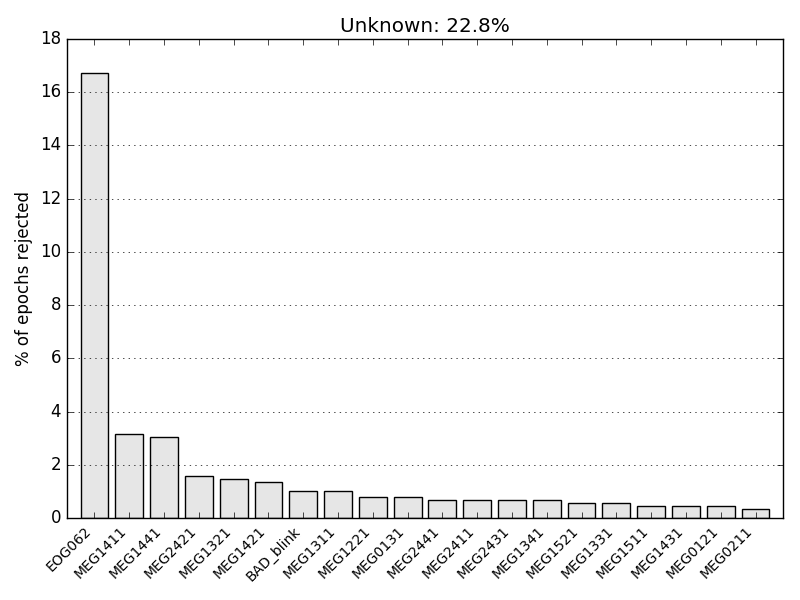 Unknown: 22.8%
18
16
14
12
10
8
6
4
2
0
% of epochs rejected
EOG062
MEG1411
MEG1441
MEG2421
MEG1321
MEG1421
BAD_blink
MEG1311
MEG1221
MEG0131
MEG2441
MEG2411
MEG2431
MEG1341
MEG1521
MEG1331
MEG1511
MEG1431
MEG0121
MEG0211